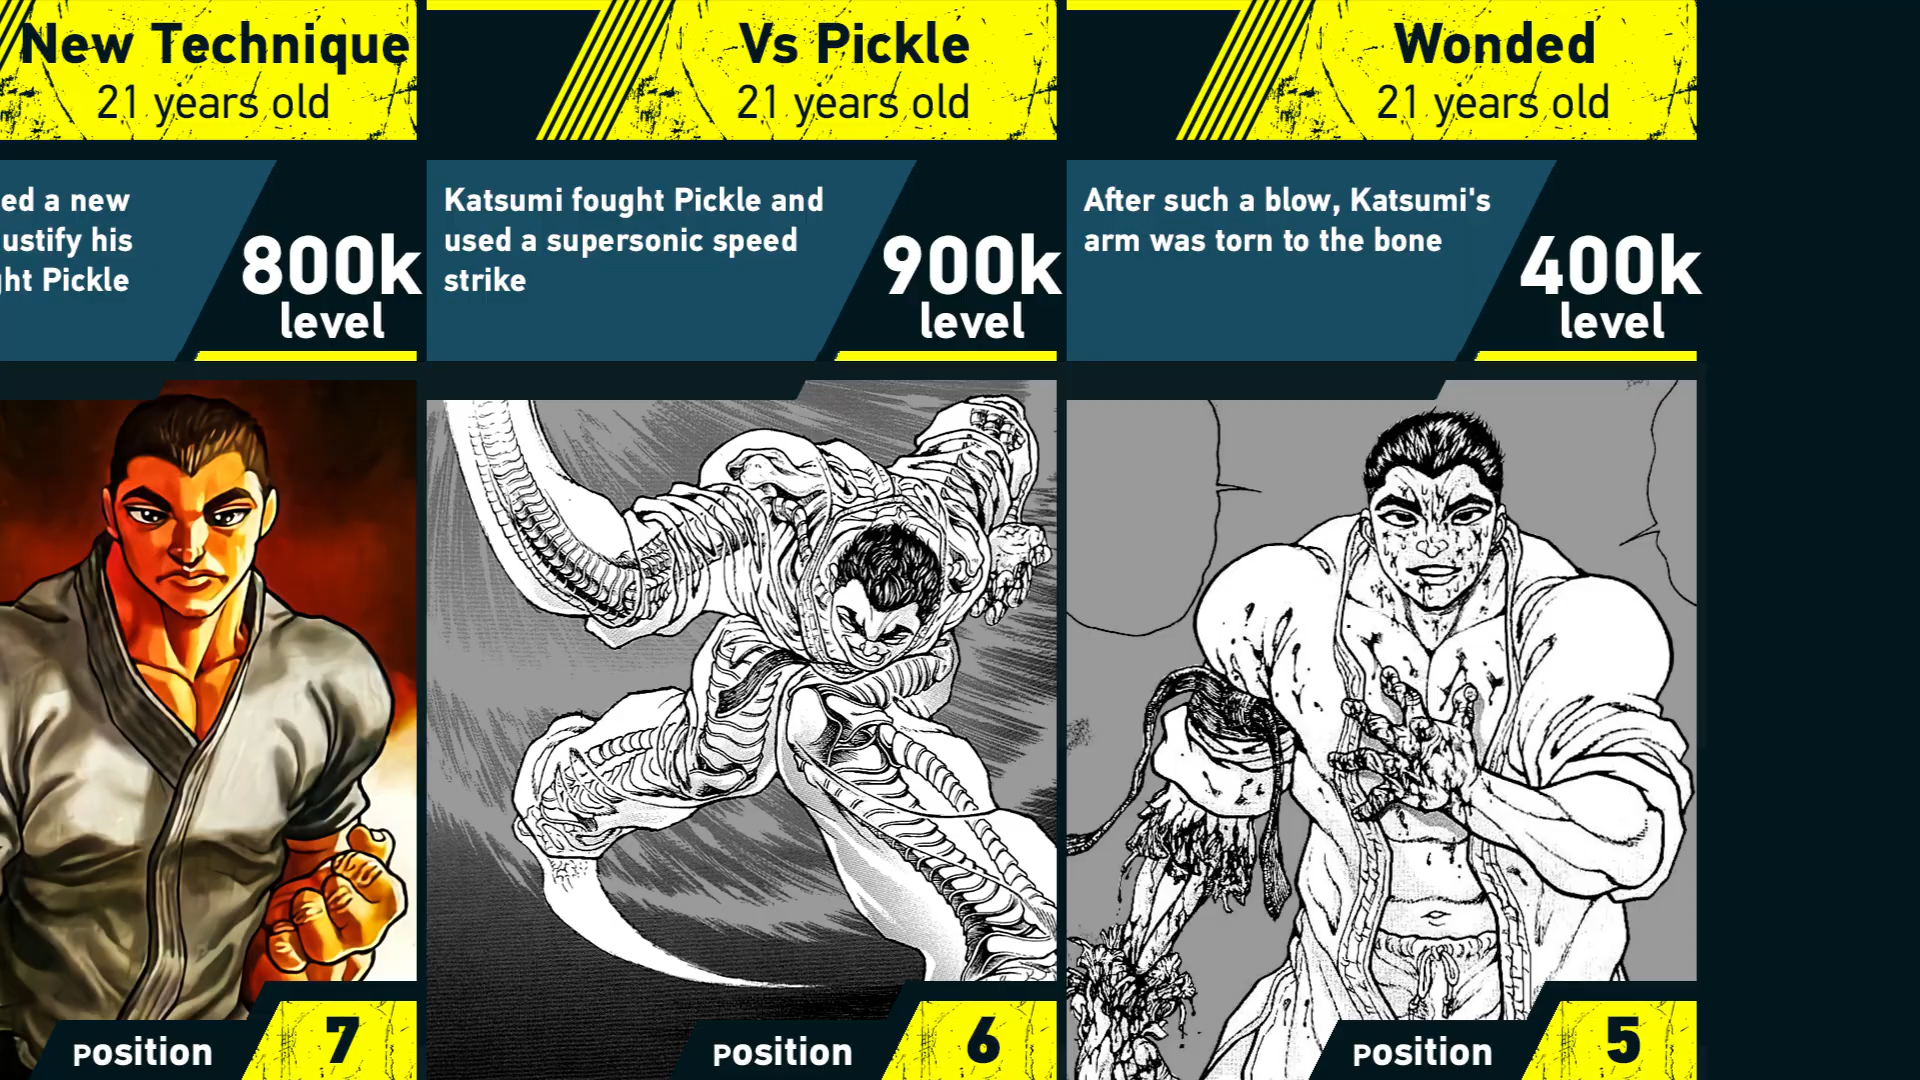 New Technique
21 years old
ed a new
ustify his
ht Pickle
800k
level
position
7
Vs Pickle
21 years old
Katsumi fought Pickle and
used a supersonic speed
strike
900k
level
position
6
Wonded
21 years old
After such a blow, Katsumi's
arm was torn to the bone
400k
level
position
5